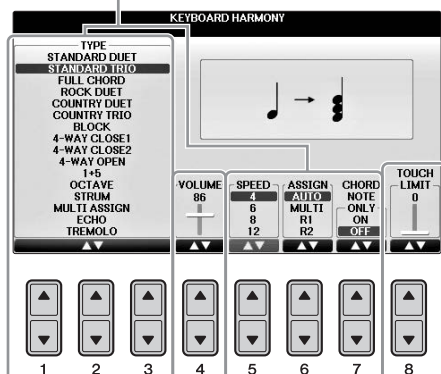 KEYBOARD HARMONY
TYPE
STANDARD DUET
STANDARD TRIO
FULL CHORD
ROCK DUET
COUNTRY DUET
COUNTRY TRIO
BLOCK
4-WAY CLOSE1
4-WAY CLOSE2
4-WAY OPEN
1+5
OCTAVE
STRUM
MULTI ASSIGN
ECHO
TREMOLO
VOLUME
86
SPEED
4
6
8
12
ASSIGN
AUTO
MULTI
R1
R2
CHORD
NOTE
ONLY
ON
OFF
TOUCH
LIMIT
0
1 2 3 4 5 6 7 8